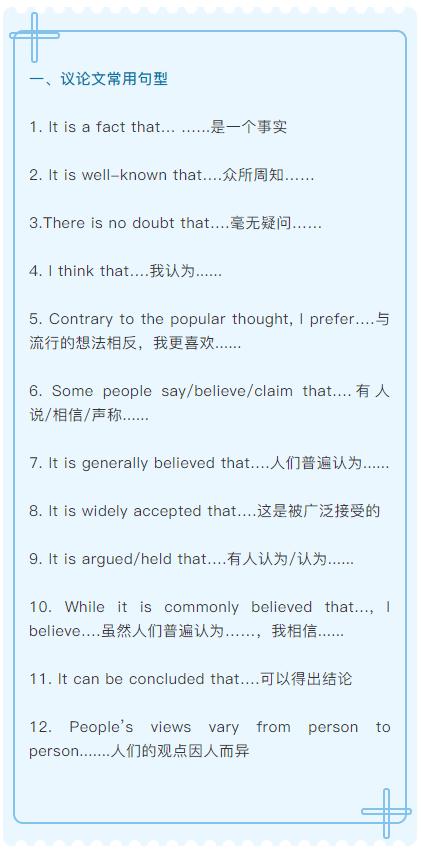 一、议论文常用句型
1. It is a fact that... ......是一个事实
2. It is well-known that....众所周知......
3.There is no doubt that....毫无疑问......
4. I think that....我认为......
5. Contrary to the popular thought, I prefer....与
流行的想法相反，我更喜欢......
6. Some people say/believe/claim that....有人
说/相信/声称......
7. It is generally believed that....人们普遍认为......
8. It is widely accepted that....这是被广泛接受的
9. It is argued/held that....有人认为/认为......
10. While it is commonly believed that..., I
believe....虽然人们普遍认为......，我相信......
11. It can be concluded that....可以得出结论
12. People's views vary from person to
person.......人们的观点因人而异